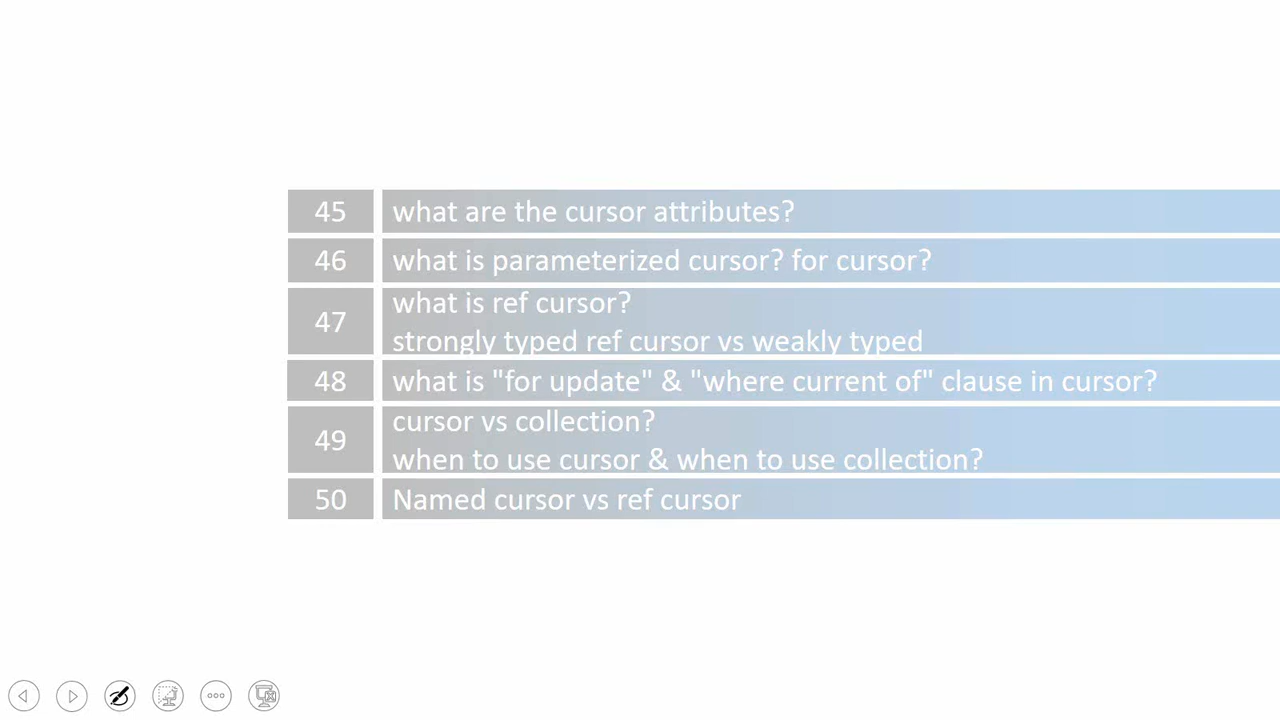 45 what are the cursor attributes?
46 what is parameterized cursor? for cursor?
47 what is ref cursor?
strongly typed ref cursor vs weakly typed
48 what is "for update" & "where current of" clause in cursor?
49 cursor vs collection?
when to use cursor & when to use collection?
50 Named cursor vs ref cursor